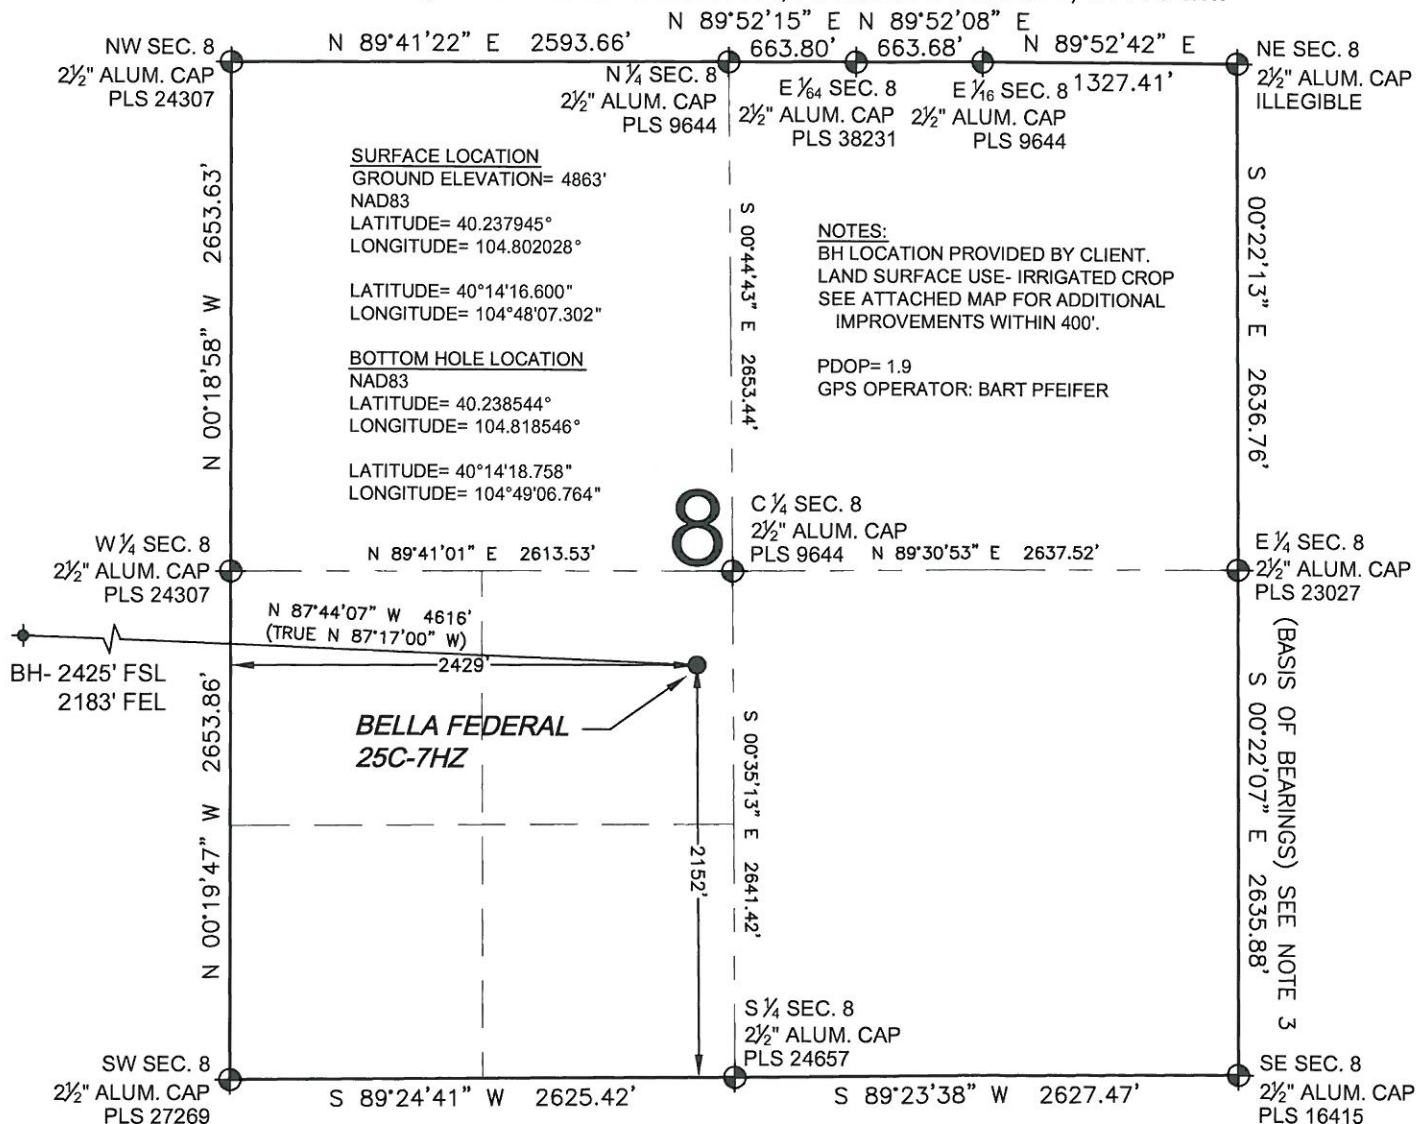 N 89°52'15" E N 89°52'08" E
NW SEC. 8
2½" ALUM. CAP
PLS 24307
N 89°41'22" E 2593.66'
663.80'
663.68'
N 89°52'42" E
1327.41'
NE SEC. 8
2½" ALUM. CAP
ILLEGIBLE
N ¼ SEC. 8
2½" ALUM. CAP
PLS 9644
E 1⁄64 SEC. 8
2½" ALUM. CAP
PLS 38231
E 1⁄16 SEC. 8
2½" ALUM. CAP
PLS 9644
N 00°18'58" W 2653.63'
SURFACE LOCATION
GROUND ELEVATION= 4863'
NAD83
LATITUDE= 40.237945°
LONGITUDE= 104.802028°
LATITUDE= 40°14'16.600"
LONGITUDE= 104°48'07.302"
BOTTOM HOLE LOCATION
NAD83
LATITUDE= 40.238544°
LONGITUDE= 104.818546°
LATITUDE= 40°14'18.758"
LONGITUDE= 104°49'06.764"
S 00°44'43" E 2653.44'
NOTES:
BH LOCATION PROVIDED BY CLIENT.
LAND SURFACE USE- IRRIGATED CROP
SEE ATTACHED MAP FOR ADDITIONAL
IMPROVEMENTS WITHIN 400'.
PDOP= 1.9
GPS OPERATOR: BART PFEIFER
S 00°22'13" E 2636.76'
8
C ¼ SEC. 8
2½" ALUM. CAP
PLS 9644
W ¼ SEC. 8
2½" ALUM. CAP
PLS 24307
N 89°41'01" E 2613.53'
N 89°30'53" E 2637.52'
E ¼ SEC. 8
2½" ALUM. CAP
PLS 23027
N 87°44'07" W 4616'
(TRUE N 87°17'00" W)
2429'
BH- 2425' FSL
2183' FEL
BELLA FEDERAL
25C-7HZ
N 00°19'47" W 2653.86'
2152'
S 00°35'13" E 2641.42'
S 00°22'07" E 2635.88'
(BASIS OF BEARINGS) SEE NOTE 3
SW SEC. 8
2½" ALUM. CAP
PLS 27269
S 89°24'41" W 2625.42'
S ¼ SEC. 8
2½" ALUM. CAP
PLS 24657
S 89°23'38" W 2627.47'
SE SEC. 8
2½" ALUM. CAP
PLS 16415